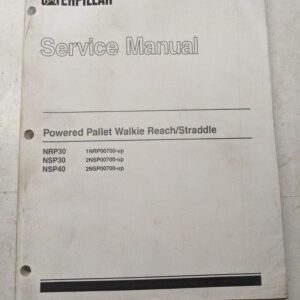 CATERPILLAR
Service Manual
Powered Pallet Walkie Reach/Straddle
NRP30 1NRP00700-up
NSP30 2NSP00700-up
NSP40 2NSP00700-up